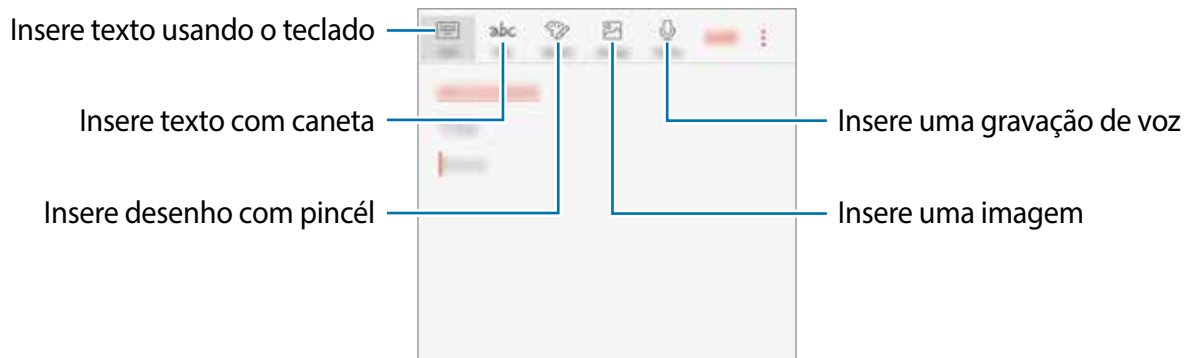 Insere texto usando o teclado
abc
Insere texto com caneta
Insere uma gravação de voz
Insere desenho com pincél
Insere uma imagem